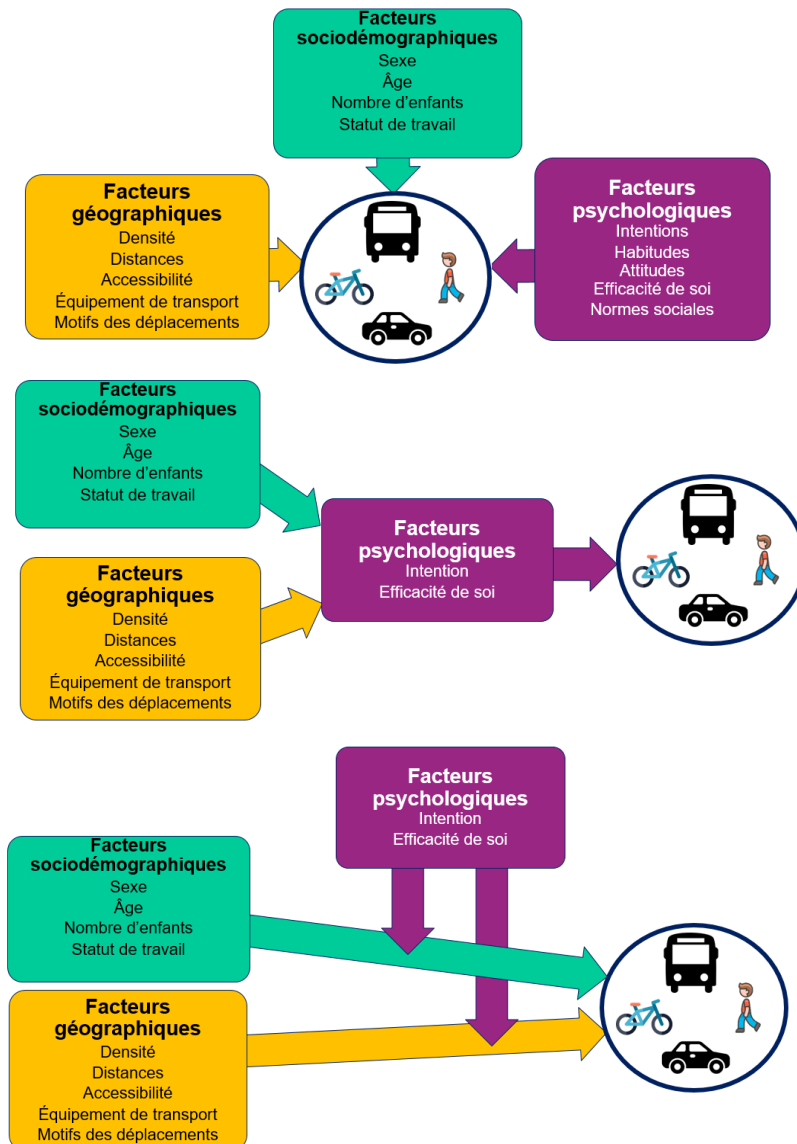 Facteurs
sociodémographiques
Sexe
Âge
Nombre d'enfants
Statut de travail
Facteurs
géographiques
Densité
Distances
Accessibilité
Équipement de transport
Motifs des déplacements
Facteurs
psychologiques
Intentions
Habitudes
Attitudes
Efficacité de soi
Normes sociales
Facteurs
sociodémographiques
Sexe
Âge
Nombre d'enfants
Statut de travail
Facteurs
géographiques
Densité
Distances
Accessibilité
Équipement de transport
Motifs des déplacements
Facteurs
psychologiques
Intention
Efficacité de soi
Facteurs
psychologiques
Intention
Efficacité de soi
Facteurs
sociodémographiques
Sexe
Âge
Nombre d'enfants
Statut de travail
Facteurs
géographiques
Densité
Distances
Accessibilité
Équipement de transport
Motifs des déplacements